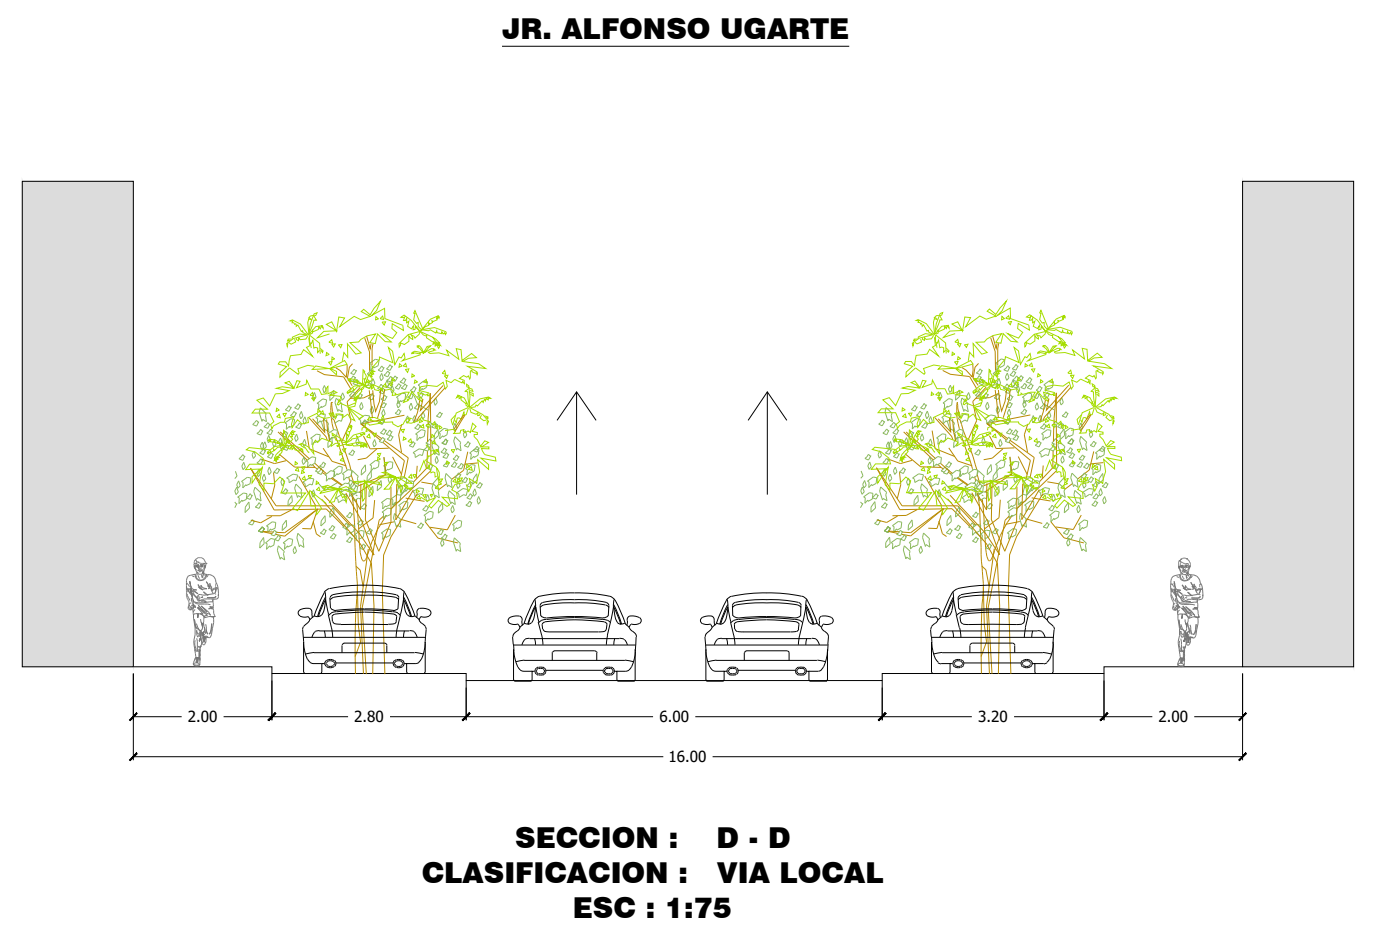 JR. ALFONSO UGARTE
2.00 2.80 6.00 3.20 2.00
16.00
SECCION : D - D
CLASIFICACION : VIA LOCAL
ESC : 1:75